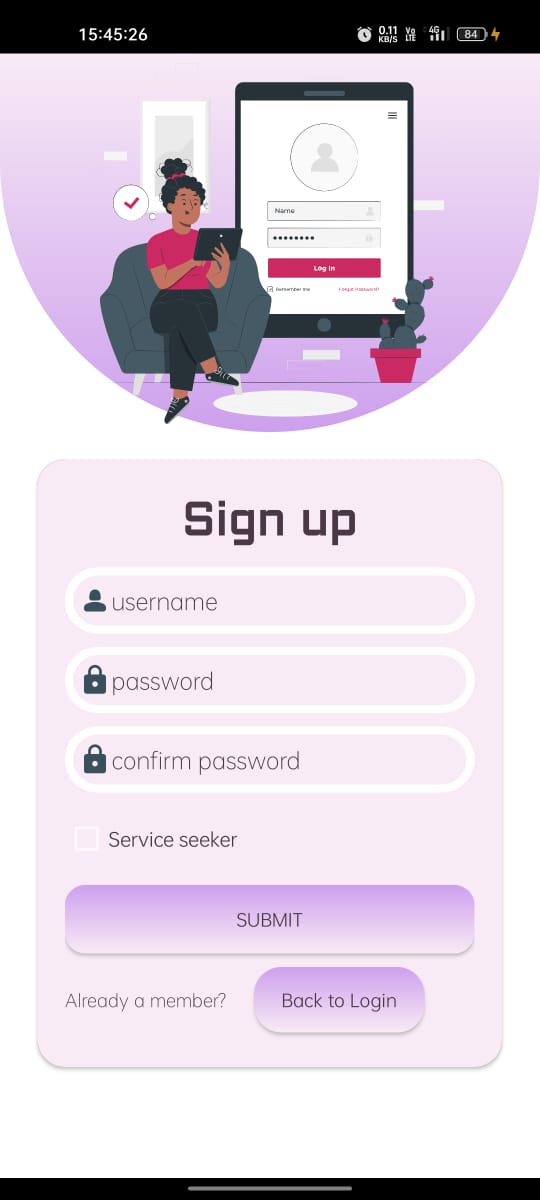 15:45:26 0.11 KB/S Vo LTE 4G 84
Name
Log in
Remember me Forgot Password?
Sign up
username
password
confirm password
Service seeker
SUBMIT
Already a member? Back to Login